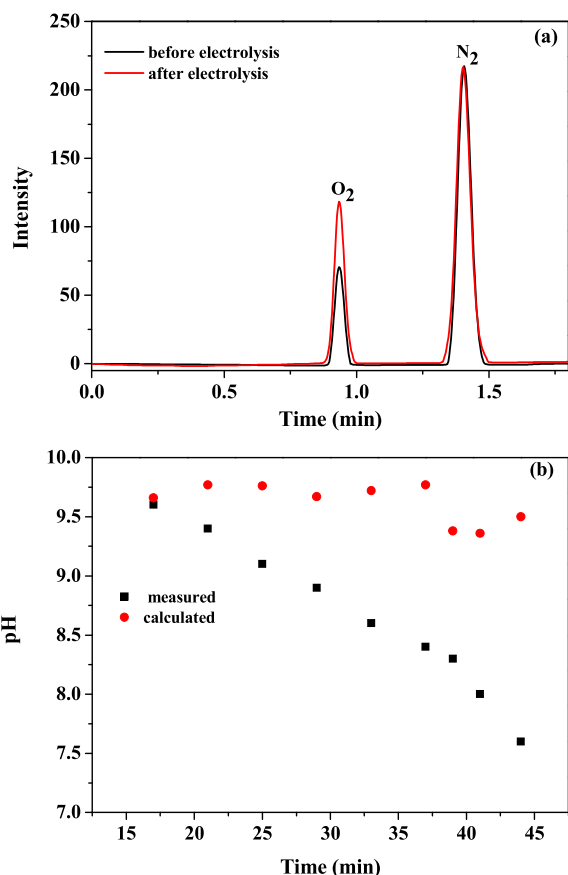 250
(a)
before electrolysis
after electrolysis
N2
200
150
O2
100
50
0
Intensity
0.0 0.5 1.0 1.5
Time (min)
10.0
(b)
9.5
9.0
measured
calculated
8.5
pH
8.0
7.5
7.0
15 20 25 30 35 40 45
Time (min)